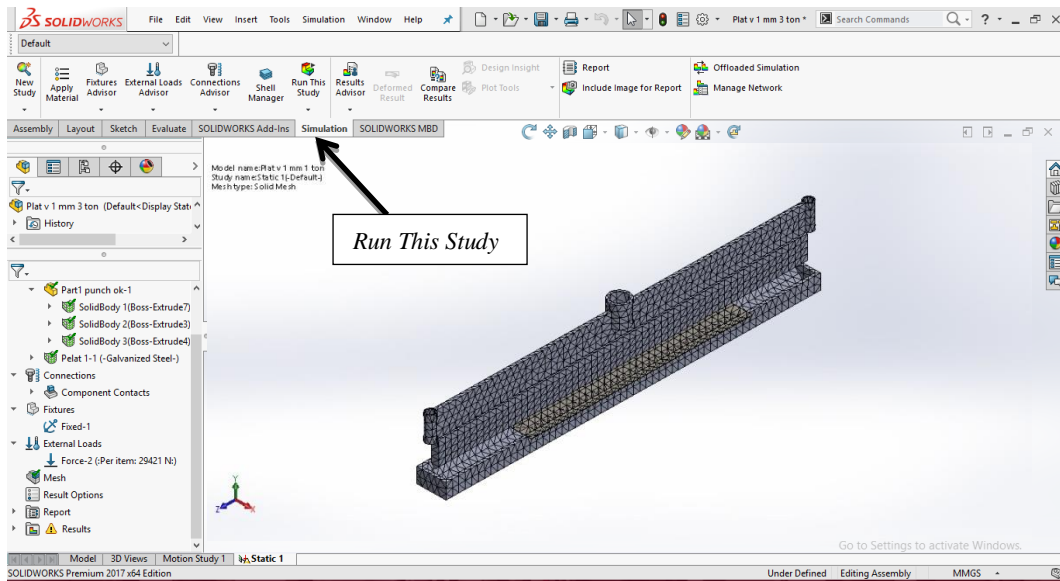 SOLIDWORKS File Edit View Insert Tools Simulation Window Help Plat v 1 mm 3 ton * Search Commands
Default
New Study
Apply Material
Fixtures Advisor
External Loads Advisor
Connections Advisor
Shell Manager
Run This Study
Results Advisor
Deformed Result
Compare Results
Design Insight
Plot Tools
Report
Include Image for Report
Offloaded Simulation
Manage Network
Assembly Layout Sketch Evaluate SOLIDWORKS Add-Ins Simulation SOLIDWORKS MBD
Model name:Plat v 1 mm 1 ton
Study name:Static 1(-Default-)
Mesh type: Solid Mesh
Run This Study
Plat v 1 mm 3 ton (Default<Display State
History
Part1 punch ok-1
SolidBody 1(Boss-Extrude7)
SolidBody 2(Boss-Extrude3)
SolidBody 3(Boss-Extrude4)
Pelat 1-1 (-Galvanized Steel-)
Connections
Component Contacts
Fixtures
Fixed-1
External Loads
Force-2 (:Per item: 29421 N:)
Mesh
Result Options
Report
Results
Y
Z
X
Go to Settings to activate Windows.
Model 3D Views Motion Study 1 Static 1
SOLIDWORKS Premium 2017 x64 Edition Under Defined Editing Assembly MMGS